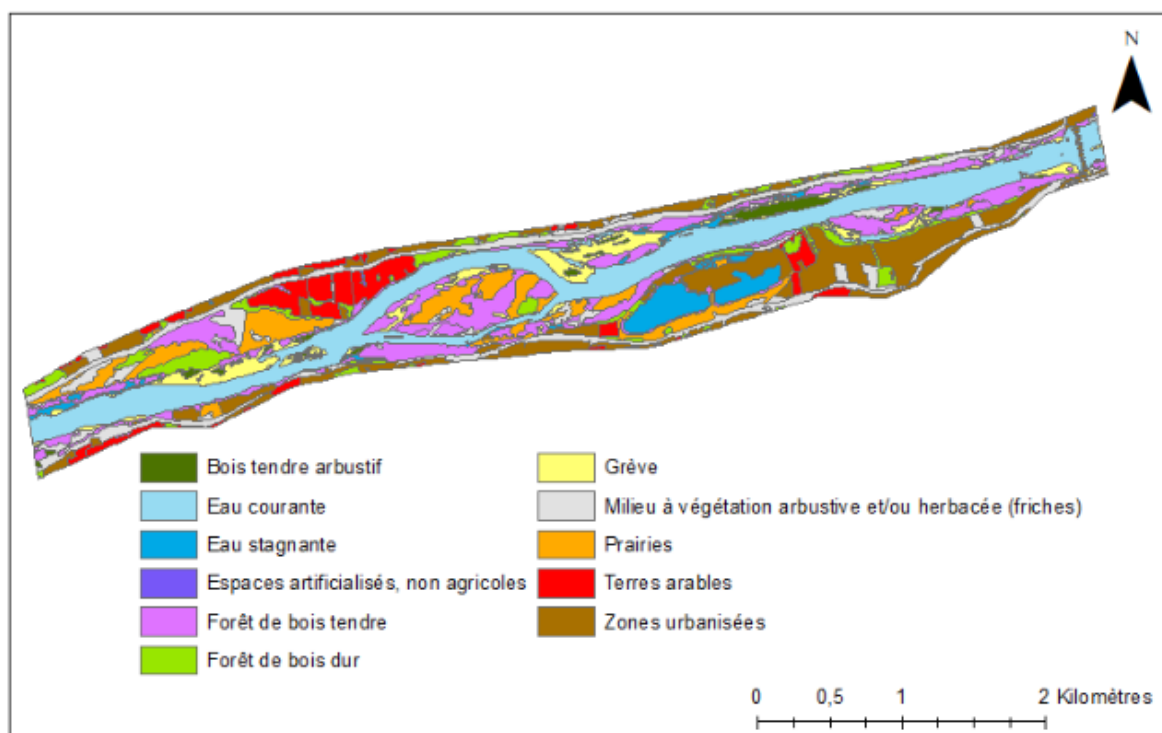 N
Bois tendre arbustif
Eau courante
Eau stagnante
Espaces artificialisés, non agricoles
Forêt de bois tendre
Forêt de bois dur
Grève
Milieu à végétation arbustive et/ou herbacée (friches)
Prairies
Terres arables
Zones urbanisées
0 0,5 1 2 Kilomètres